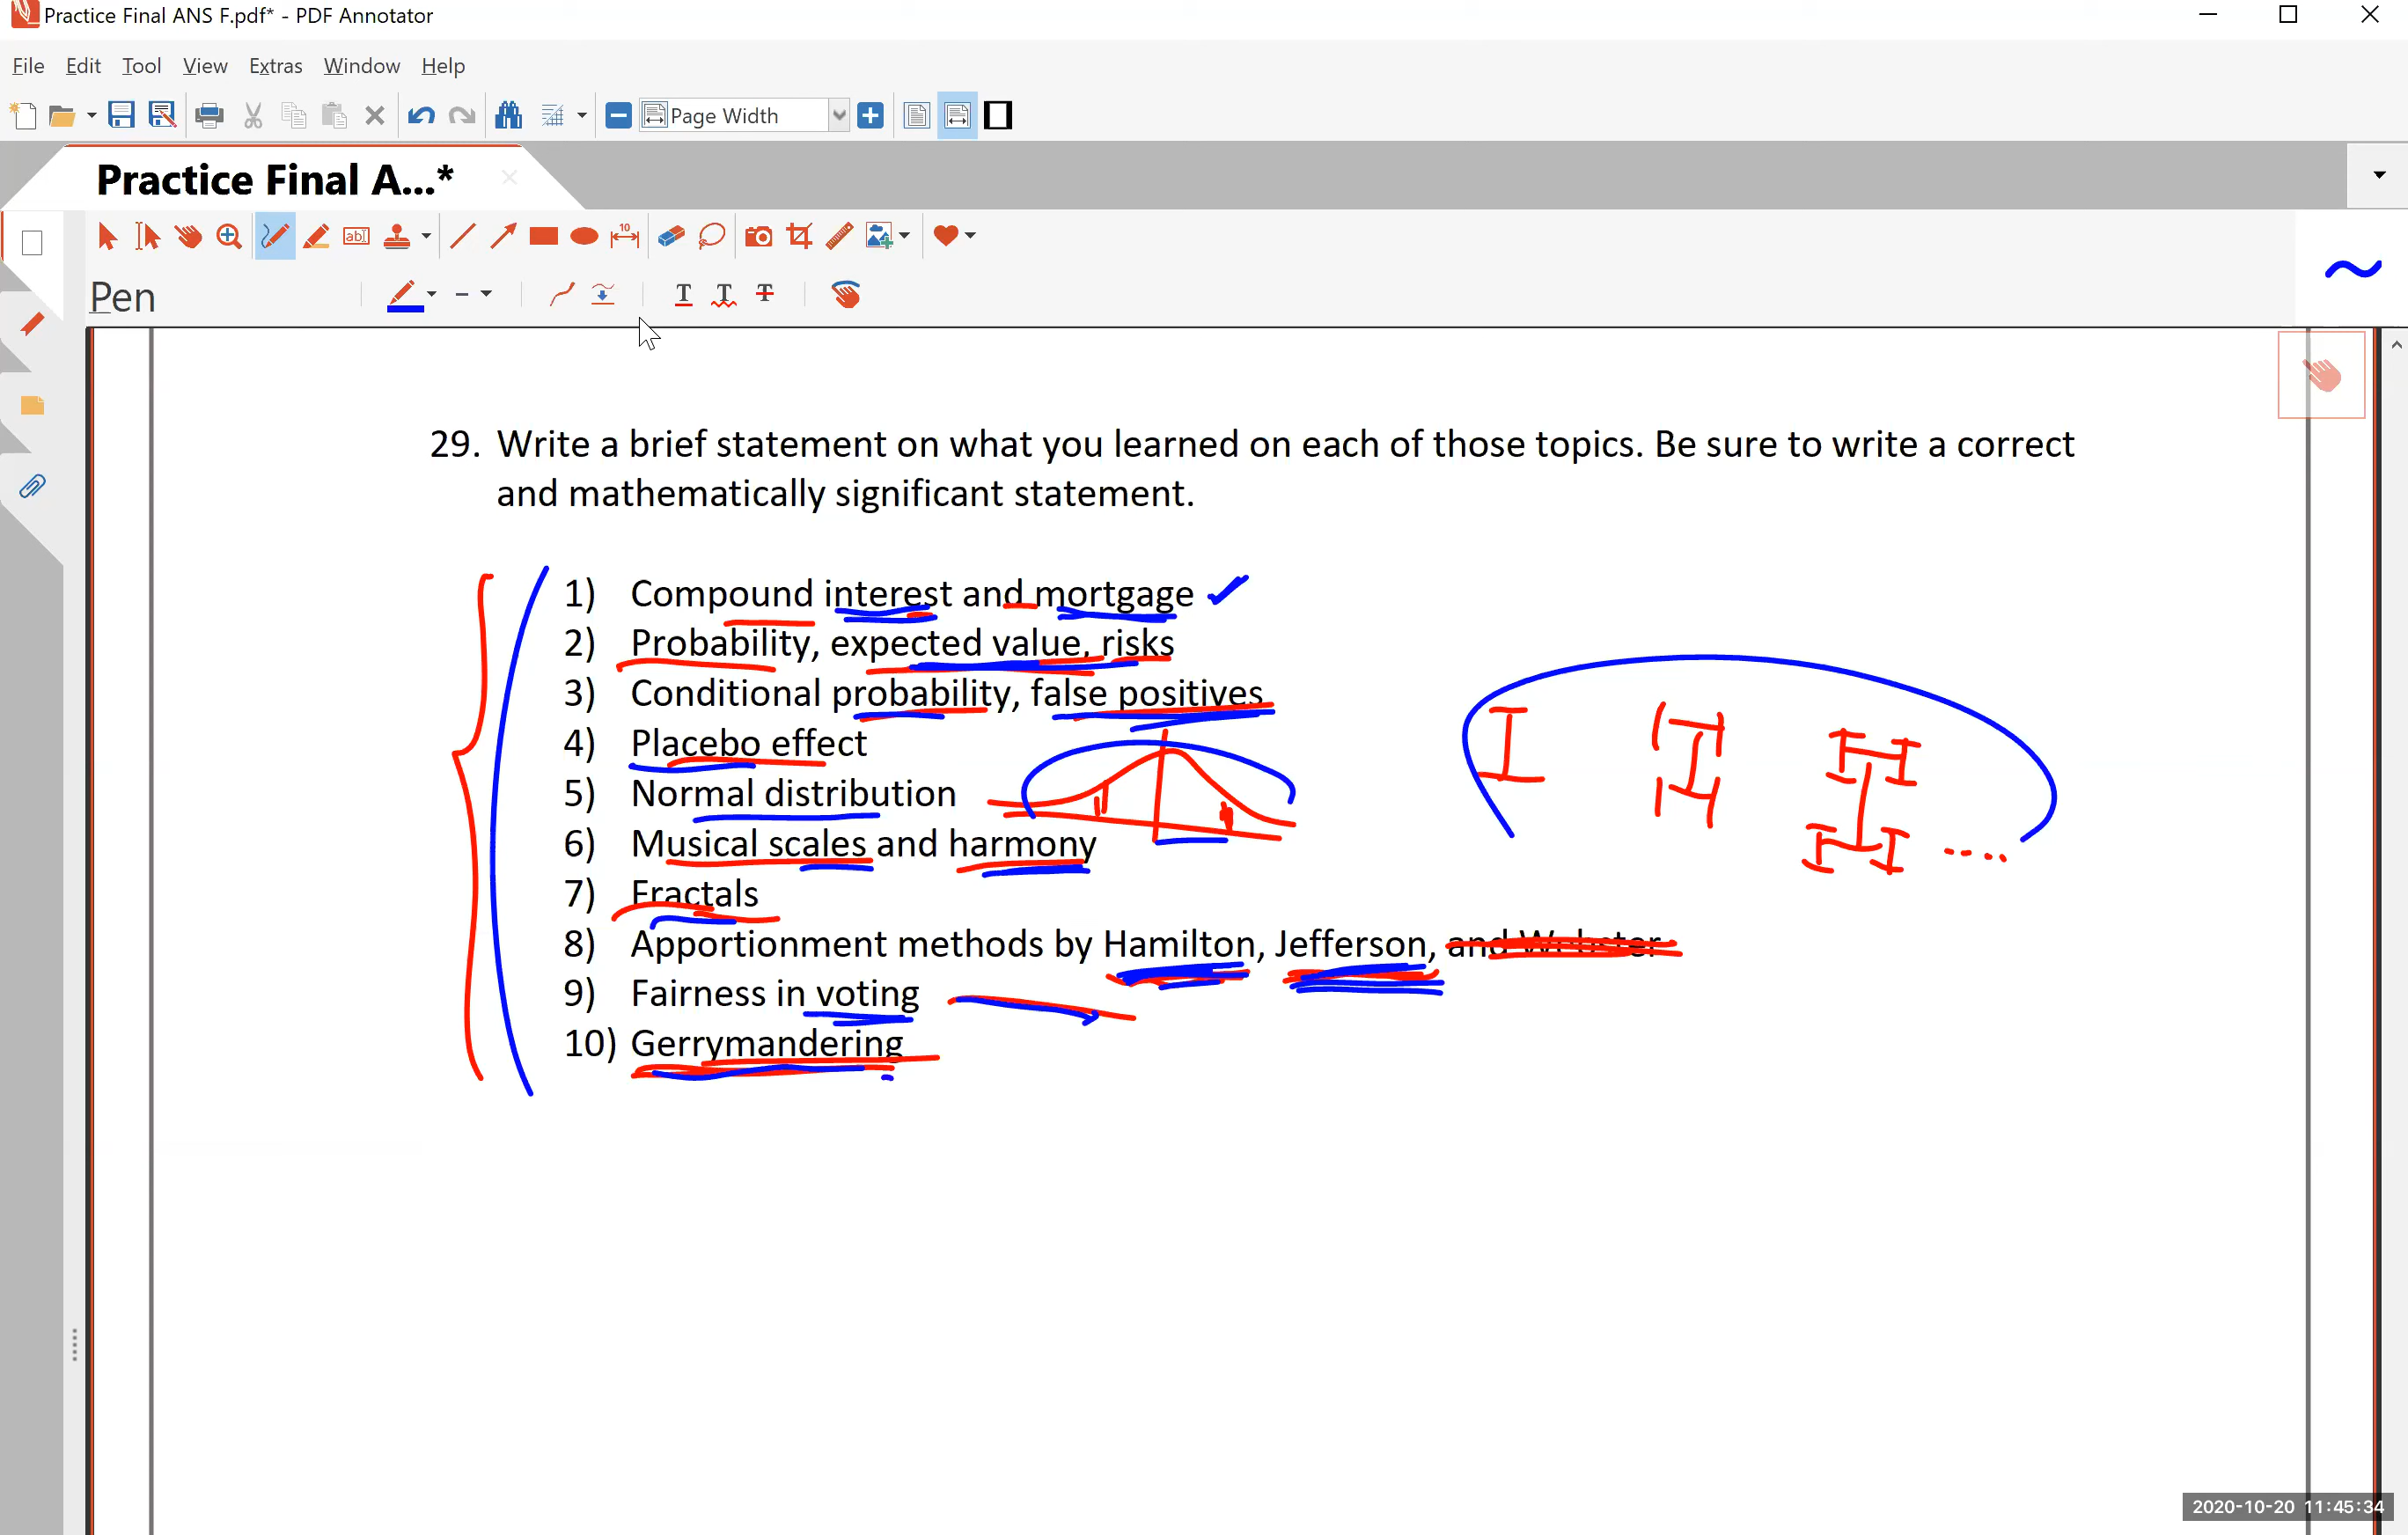 Practice Final ANS F.pdf* - PDF Annotator
File Edit Tool View Extras Window Help
Page Width
Practice Final A...*
abI
10
Pen
T T T
29. Write a brief statement on what you learned on each of those topics. Be sure to write a correct
and mathematically significant statement.
1) Compound interest and mortgage
2) Probability, expected value, risks
3) Conditional probability, false positives
4) Placebo effect
5) Normal distribution
6) Musical scales and harmony
7) Fractals
8) Apportionment methods by Hamilton, Jefferson, and Webster
9) Fairness in voting
10) Gerrymandering
2020-10-20 11:45:34